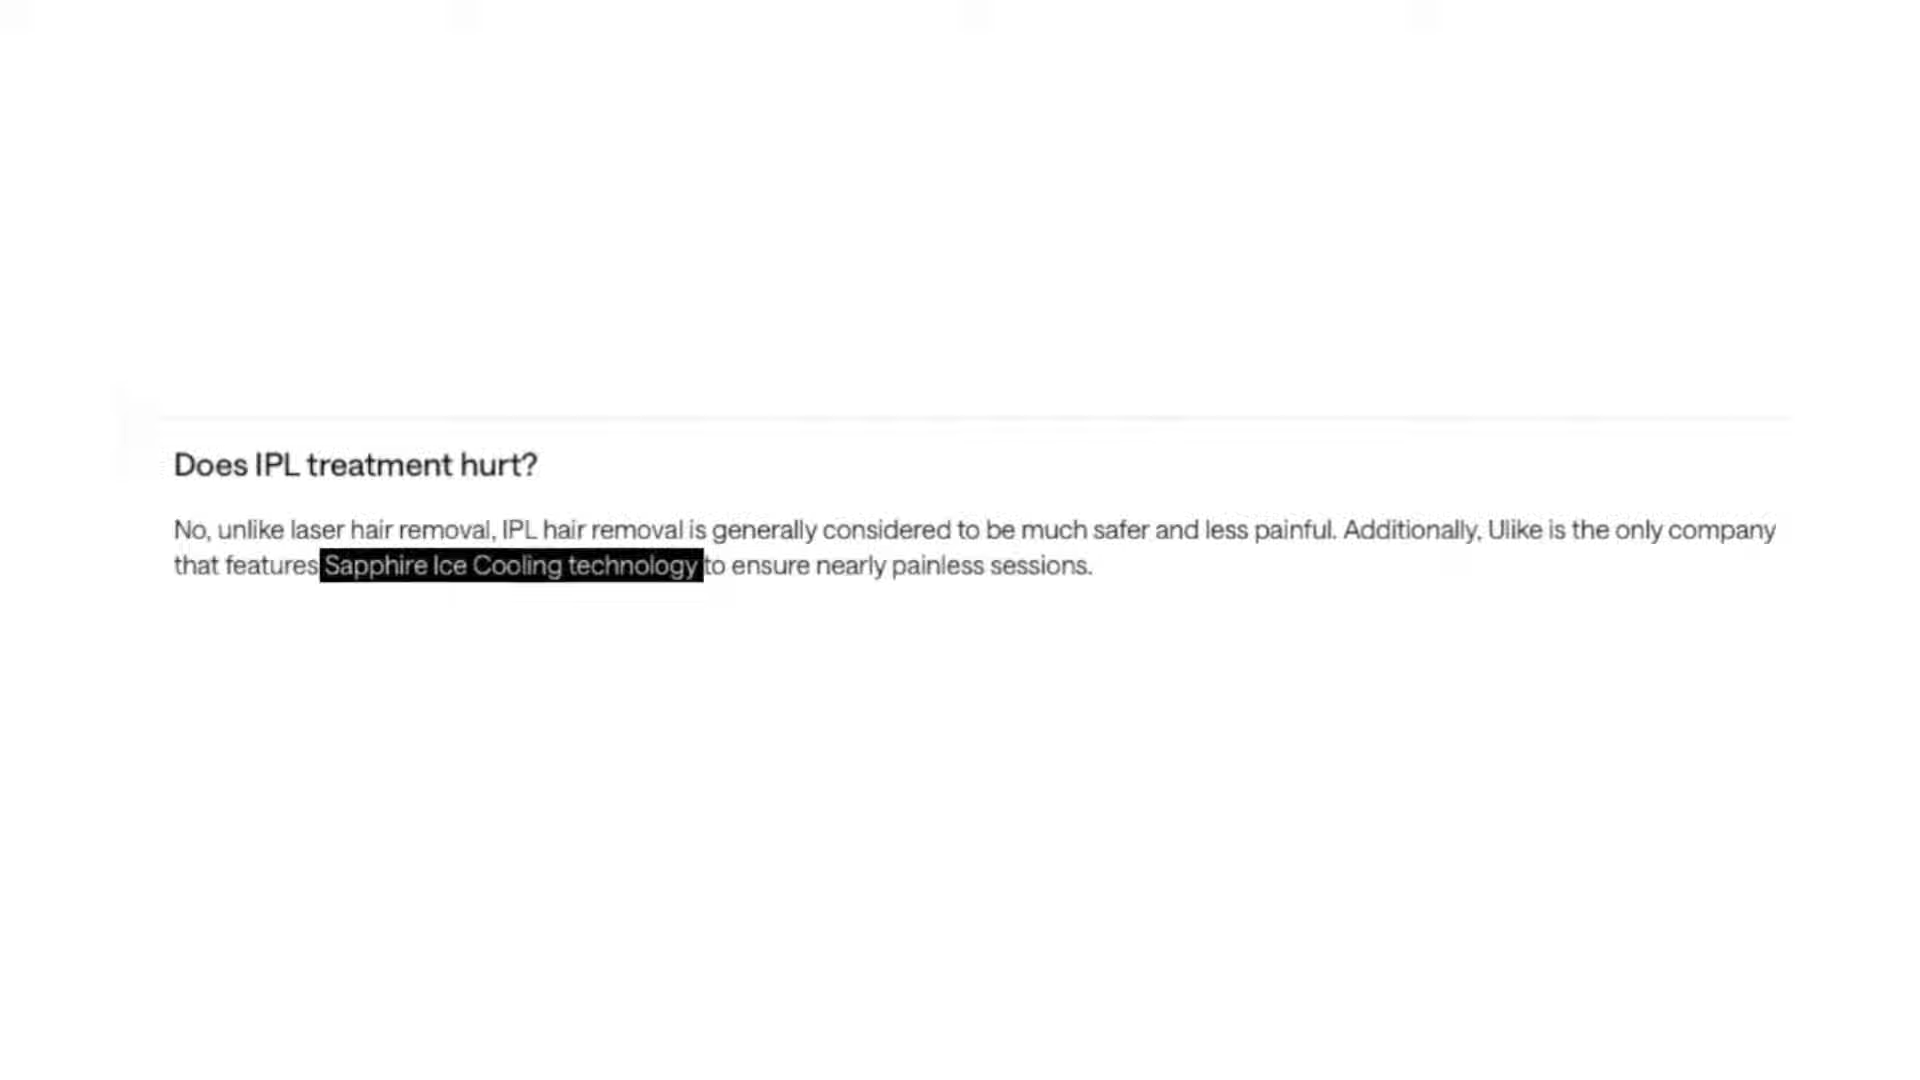 Does IPL treatment hurt?
No, unlike laser hair removal, IPL hair removal is generally considered to be much safer and less painful. Additionally, Ulike is the only company
that features Sapphire Ice Cooling technology to ensure nearly painless sessions.